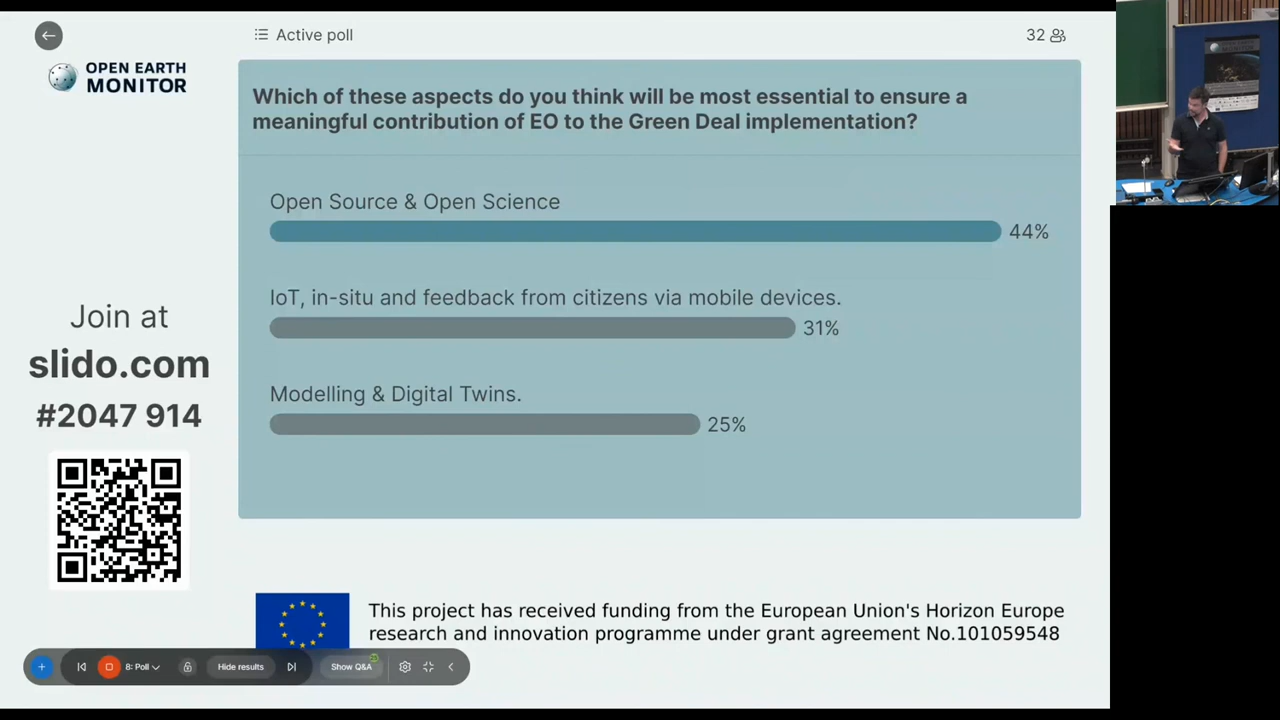 Active poll
32
OPEN EARTH
MONITOR
Which of these aspects do you think will be most essential to ensure a
meaningful contribution of EO to the Green Deal implementation?
Open Source & Open Science
44%
IoT, in-situ and feedback from citizens via mobile devices.
31%
Modelling & Digital Twins.
25%
Join at
slido.com
#2047 914
This project has received funding from the European Union's Horizon Europe
research and innovation programme under grant agreement No.101059548
8: Poll
Hide results
Show Q&A